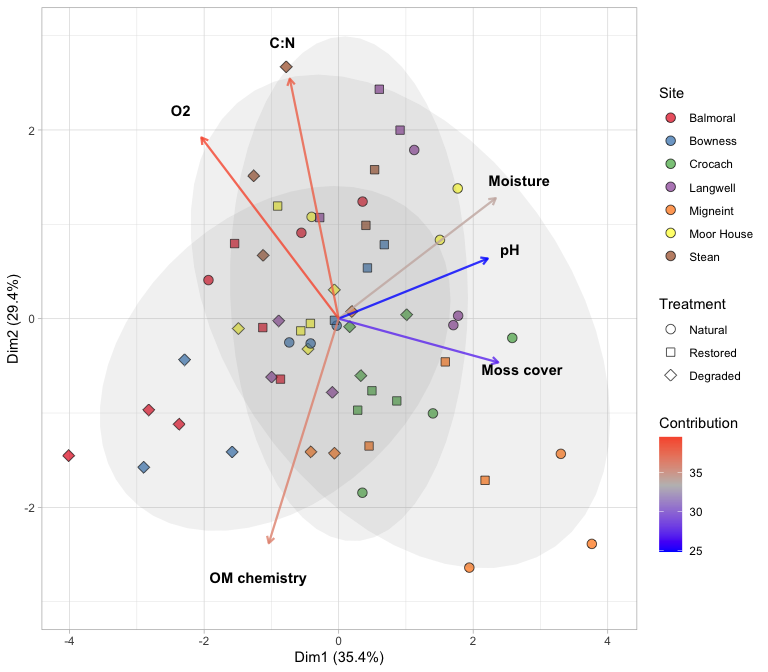 C:N
O2
Moisture
pH
Moss cover
OM chemistry
2
0
-2
-4
-2
0
2
4
Dim1 (35.4%)
Dim2 (29.4%)
Site
Balmoral
Bowness
Crocach
Langwell
Migneint
Moor House
Stean
Treatment
Natural
Restored
Degraded
Contribution
35
30
25